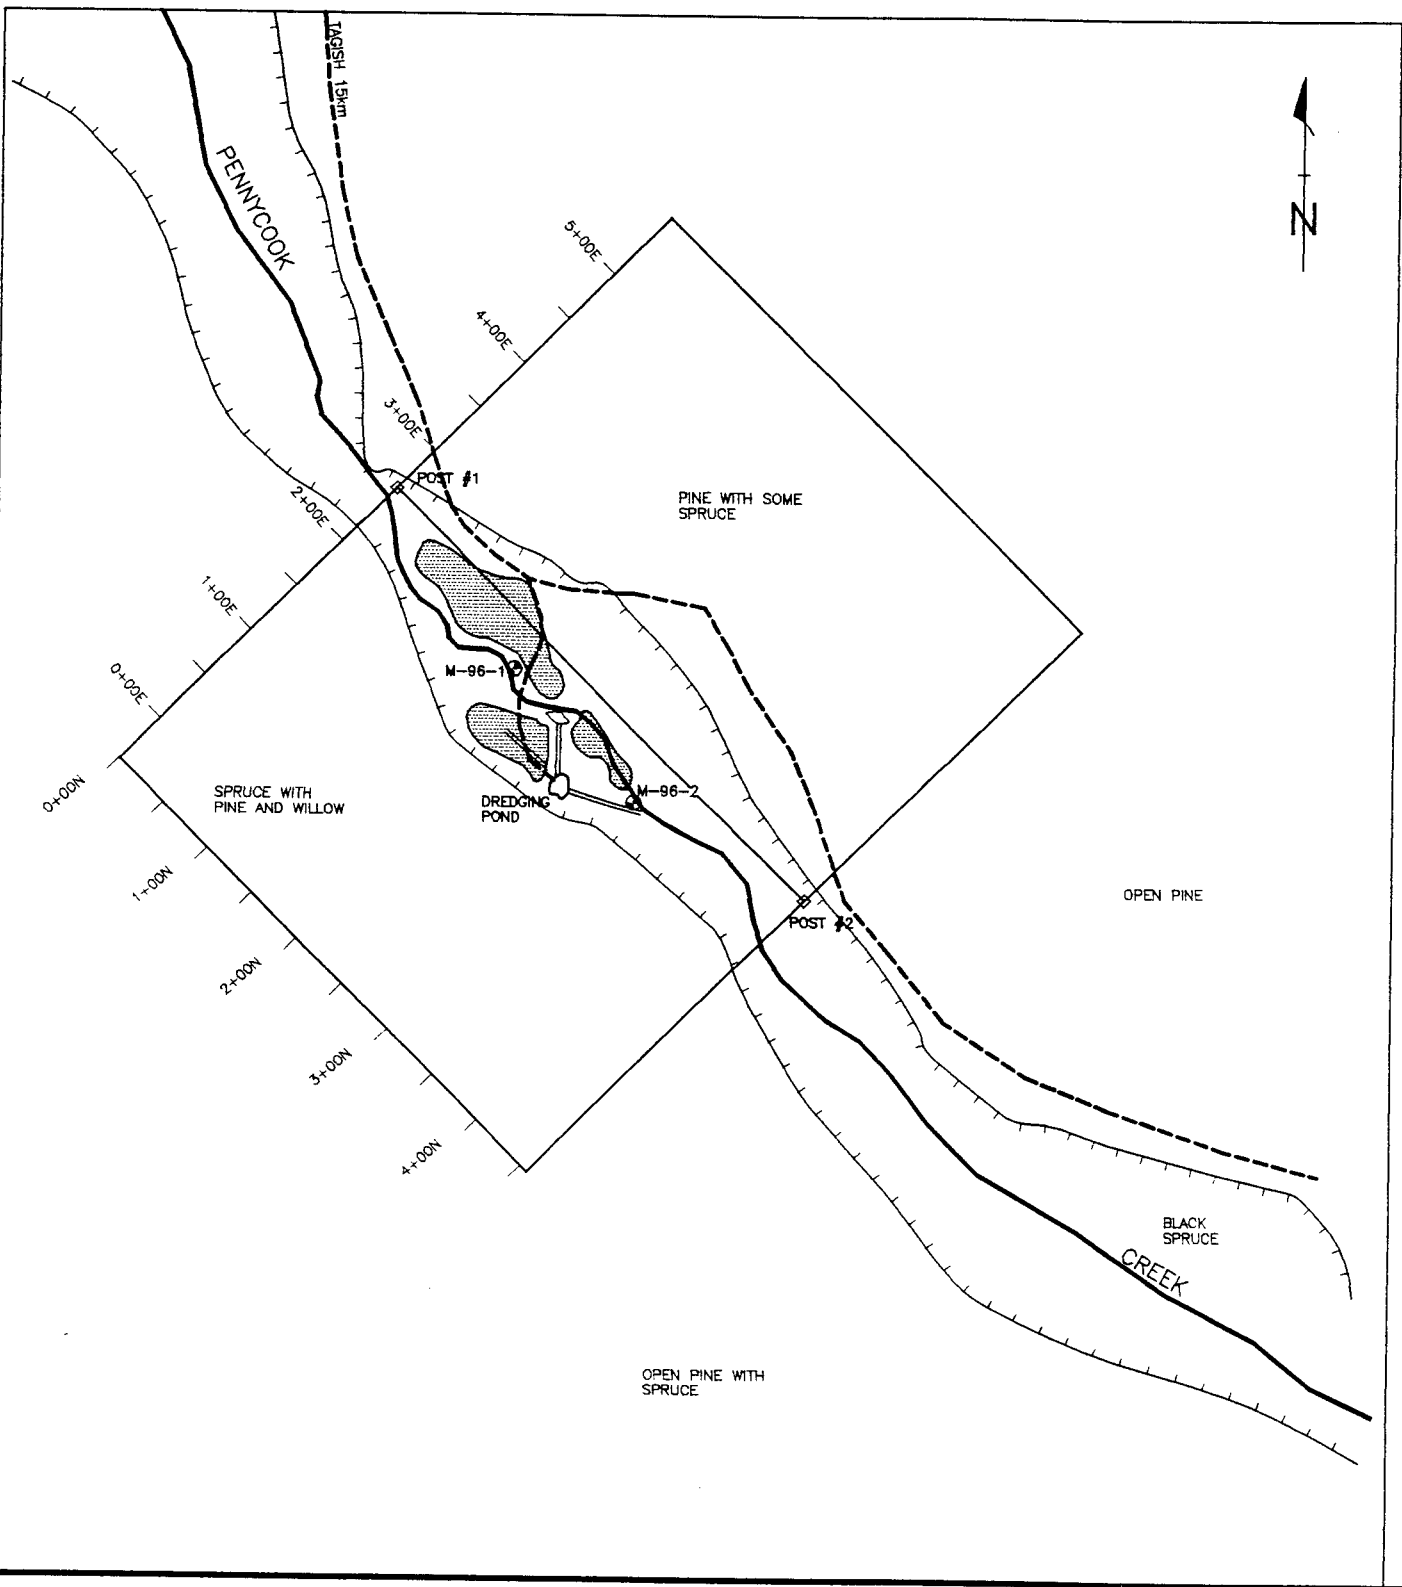 TAGISH 15km
PENNYCOOK
N
5+00E
4+00E
3+00E
POST #1
2+00E
PINE WITH SOME
SPRUCE
1+00E
0+00E
M-96-1
0+00N
SPRUCE WITH
PINE AND WILLOW
M-96-2
DREDGING
POND
1+00N
OPEN PINE
POST #2
2+00N
3+00N
4+00N
BLACK
SPRUCE
CREEK
OPEN PINE WITH
SPRUCE